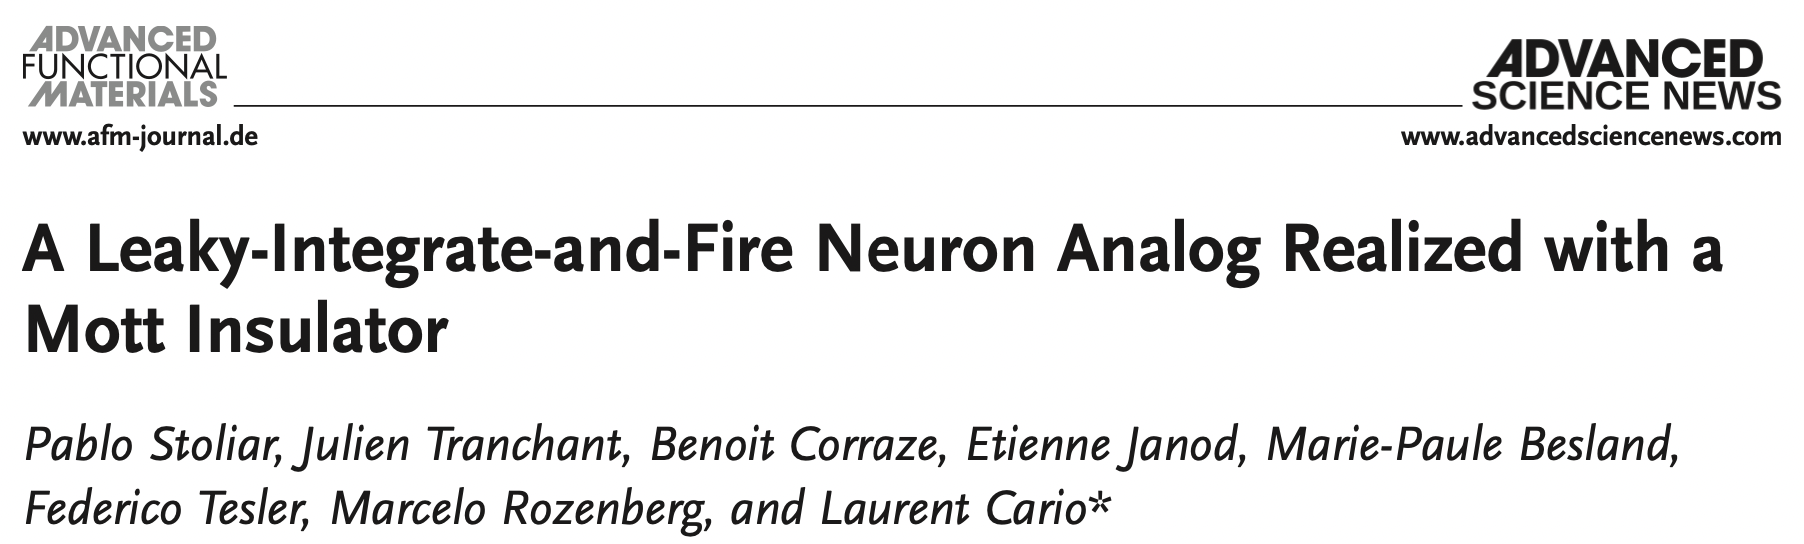 ADVANCED
FUNCTIONAL
MATERIALS
www.afm-journal.de
ADVANCED
SCIENCE NEWS
www.advancedsciencenews.com
A Leaky-Integrate-and-Fire Neuron Analog Realized with a
Mott Insulator
Pablo Stoliar, Julien Tranchant, Benoit Corraze, Etienne Janod, Marie-Paule Besland,
Federico Tesler, Marcelo Rozenberg, and Laurent Cario*